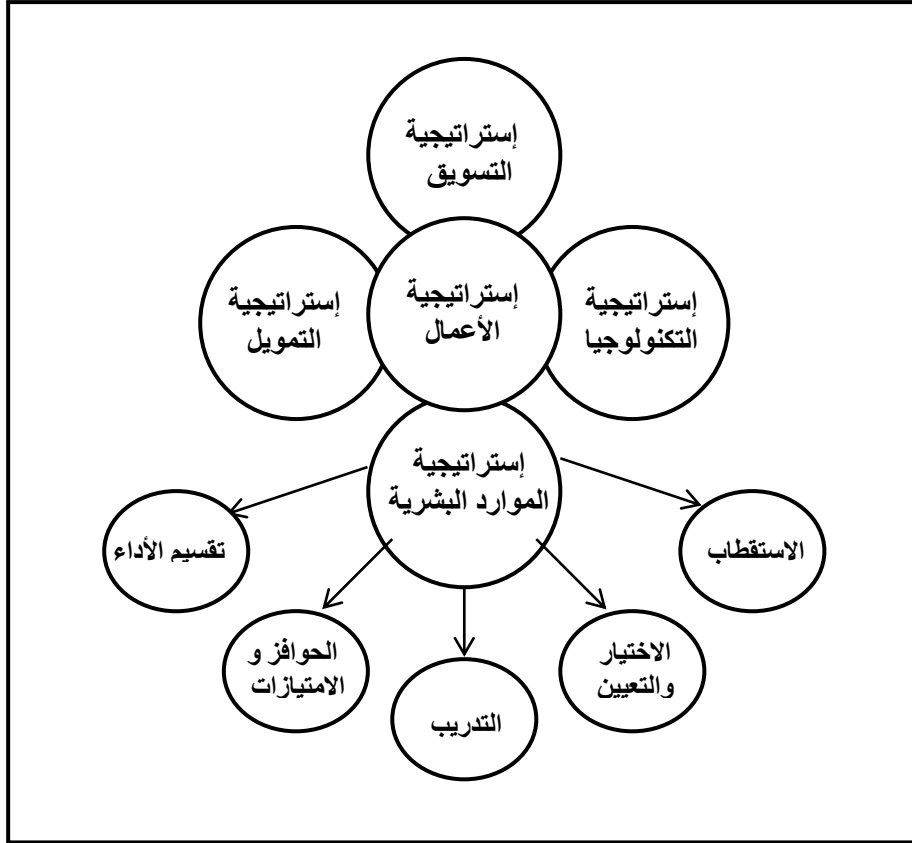 إستراتيجية
التسويق
إستراتيجية
التكنولوجيا
إستراتيجية
الأعمال
إستراتيجية
التمويل
إستراتيجية
الموارد البشرية
الاستقطاب
الاختيار
والتعيين
التدريب
الحوافز و
الامتيازات
تقسيم الأداء